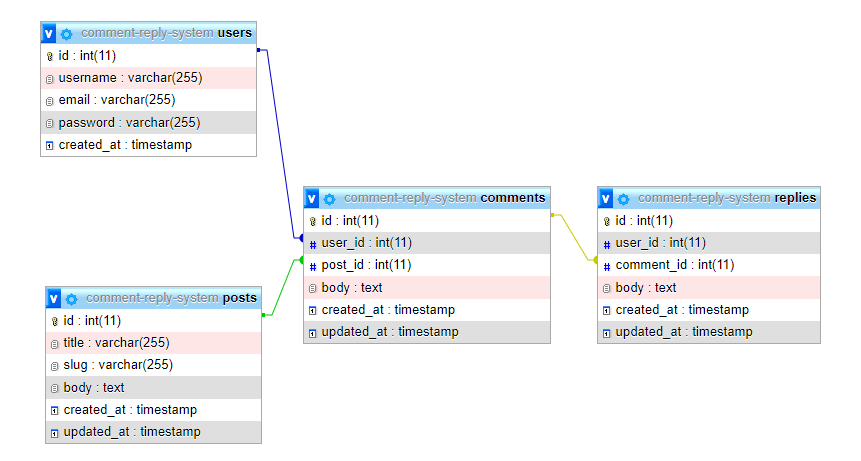 v comment-reply-system users
id : int(11)
username : varchar(255)
email : varchar(255)
password : varchar(255)
created_at : timestamp
v comment-reply-system posts
id : int(11)
title : varchar(255)
slug : varchar(255)
body : text
created_at : timestamp
updated_at : timestamp
v comment-reply-system comments
id : int(11)
# user_id : int(11)
# post_id : int(11)
body : text
created_at : timestamp
updated_at : timestamp
v comment-reply-system replies
id : int(11)
# user_id : int(11)
# comment_id : int(11)
body : text
created_at : timestamp
updated_at : timestamp